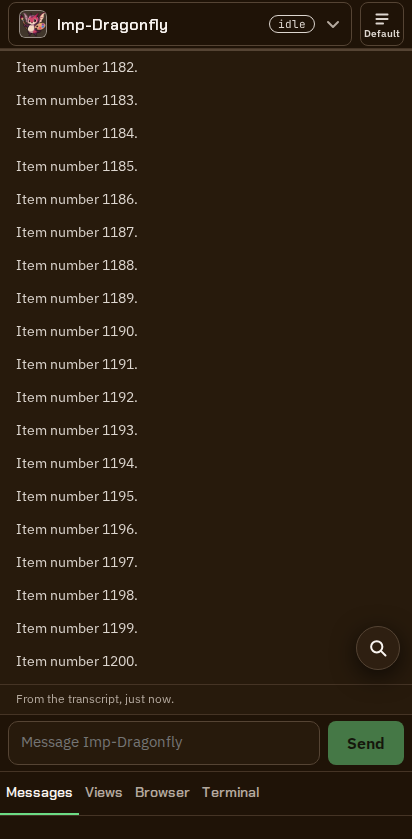 Imp-Dragonfly
idle
Default
Item number 1182.
Item number 1183.
Item number 1184.
Item number 1185.
Item number 1186.
Item number 1187.
Item number 1188.
Item number 1189.
Item number 1190.
Item number 1191.
Item number 1192.
Item number 1193.
Item number 1194.
Item number 1195.
Item number 1196.
Item number 1197.
Item number 1198.
Item number 1199.
Item number 1200.
From the transcript, just now.
Message Imp-Dragonfly
Send
Messages Views Browser Terminal